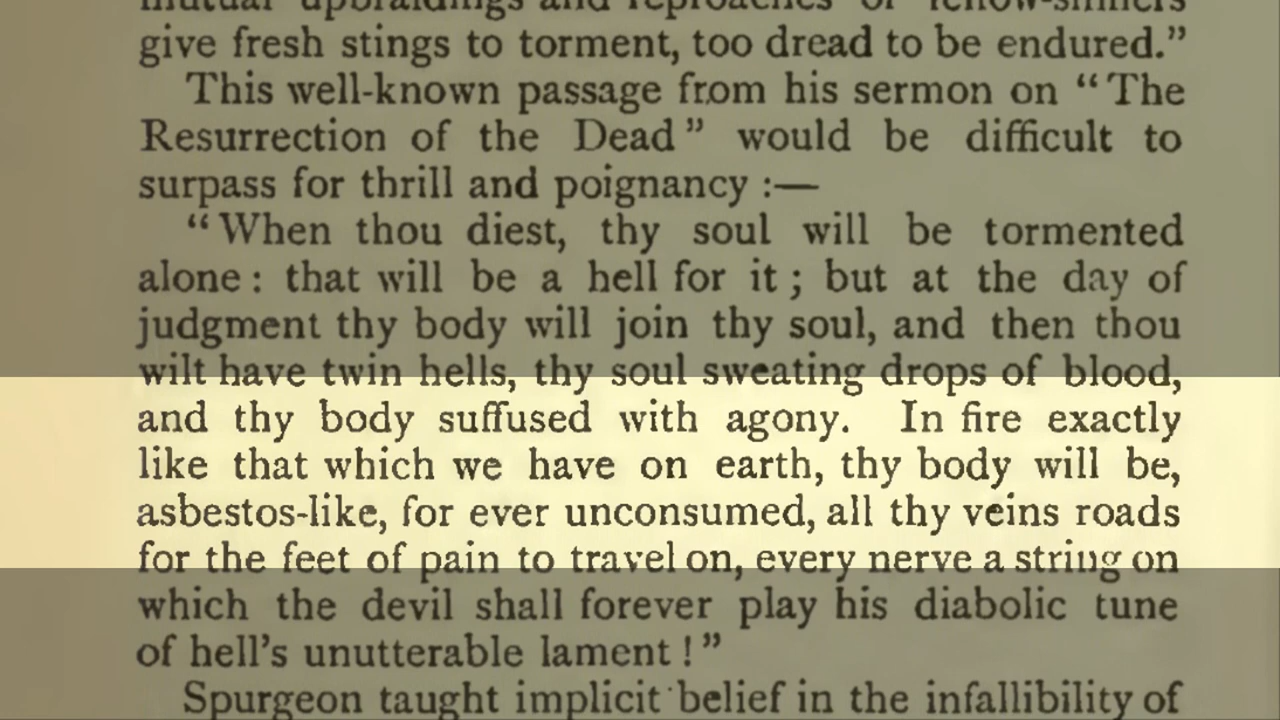 mutual upbraidings and reproaches of fellow-sinners
give fresh stings to torment, too dread to be endured.”
This well-known passage from his sermon on “The
Resurrection of the Dead” would be difficult to
surpass for thrill and poignancy :—
“When thou diest, thy soul will be tormented
alone : that will be a hell for it ; but at the day of
judgment thy body will join thy soul, and then thou
wilt have twin hells, thy soul sweating drops of blood,
and thy body suffused with agony. In fire exactly
like that which we have on earth, thy body will be,
asbestos-like, for ever unconsumed, all thy veins roads
for the feet of pain to travel on, every nerve a string on
which the devil shall forever play his diabolic tune
of hell’s unutterable lament !”
Spurgeon taught implicit belief in the infallibility of